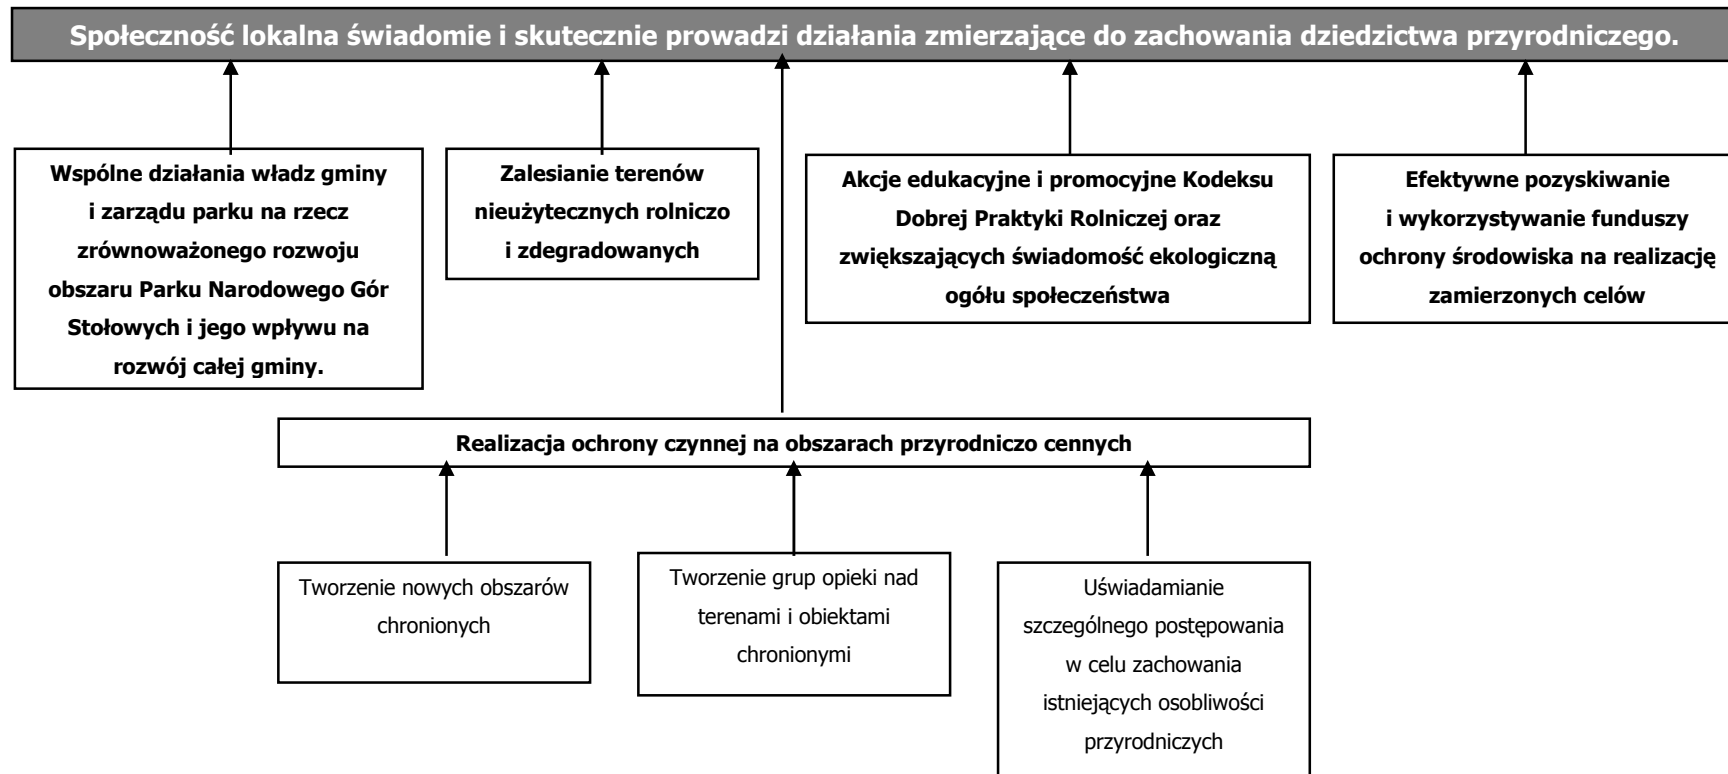 Społeczność lokalna świadomie i skutecznie prowadzi działania zmierzające do zachowania dziedzictwa przyrodniczego.
Wspólne działania władz gminy
i zarządu parku na rzecz
zrównoważonego rozwoju
obszaru Parku Narodowego Gór
Stołowych i jego wpływu na
rozwój całej gminy.
Zalesianie terenów
nieużytecznych rolniczo
i zdegradowanych
Akcje edukacyjne i promocyjne Kodeksu
Dobrej Praktyki Rolniczej oraz
zwiększających świadomość ekologiczną
ogółu społeczeństwa
Efektywne pozyskiwanie
i wykorzystywanie funduszy
ochrony środowiska na realizację
zamierzonych celów
Realizacja ochrony czynnej na obszarach przyrodniczo cennych
Tworzenie nowych obszarów
chronionych
Tworzenie grup opieki nad
terenami i obiektami
chronionymi
Uświadamianie
szczególnego postępowania
w celu zachowania
istniejących osobliwości
przyrodniczych